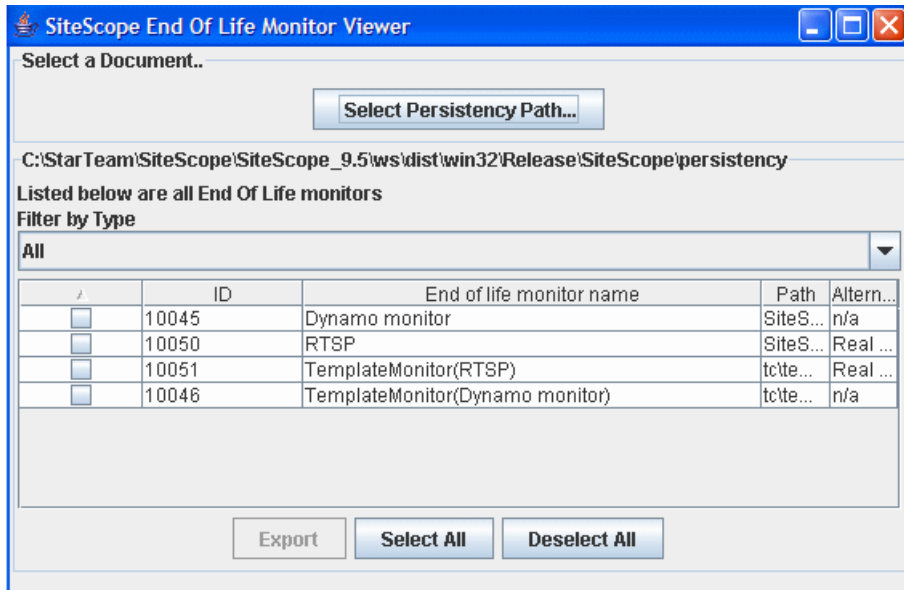 SiteScope End Of Life Monitor Viewer
Select a Document..
Select Persistency Path...
C:\StarTeam\SiteScope\SiteScope_9.5\ws\dist\win32\Release\SiteScope\persistency
Listed below are all End Of Life monitors
Filter by Type
All
ID End of life monitor name Path Altern...
10045 Dynamo monitor SiteS... n/a
10050 RTSP SiteS... Real ...
10051 TemplateMonitor(RTSP) tc\te... Real ...
10046 TemplateMonitor(Dynamo monitor) tc\te... n/a
Export Select All Deselect All